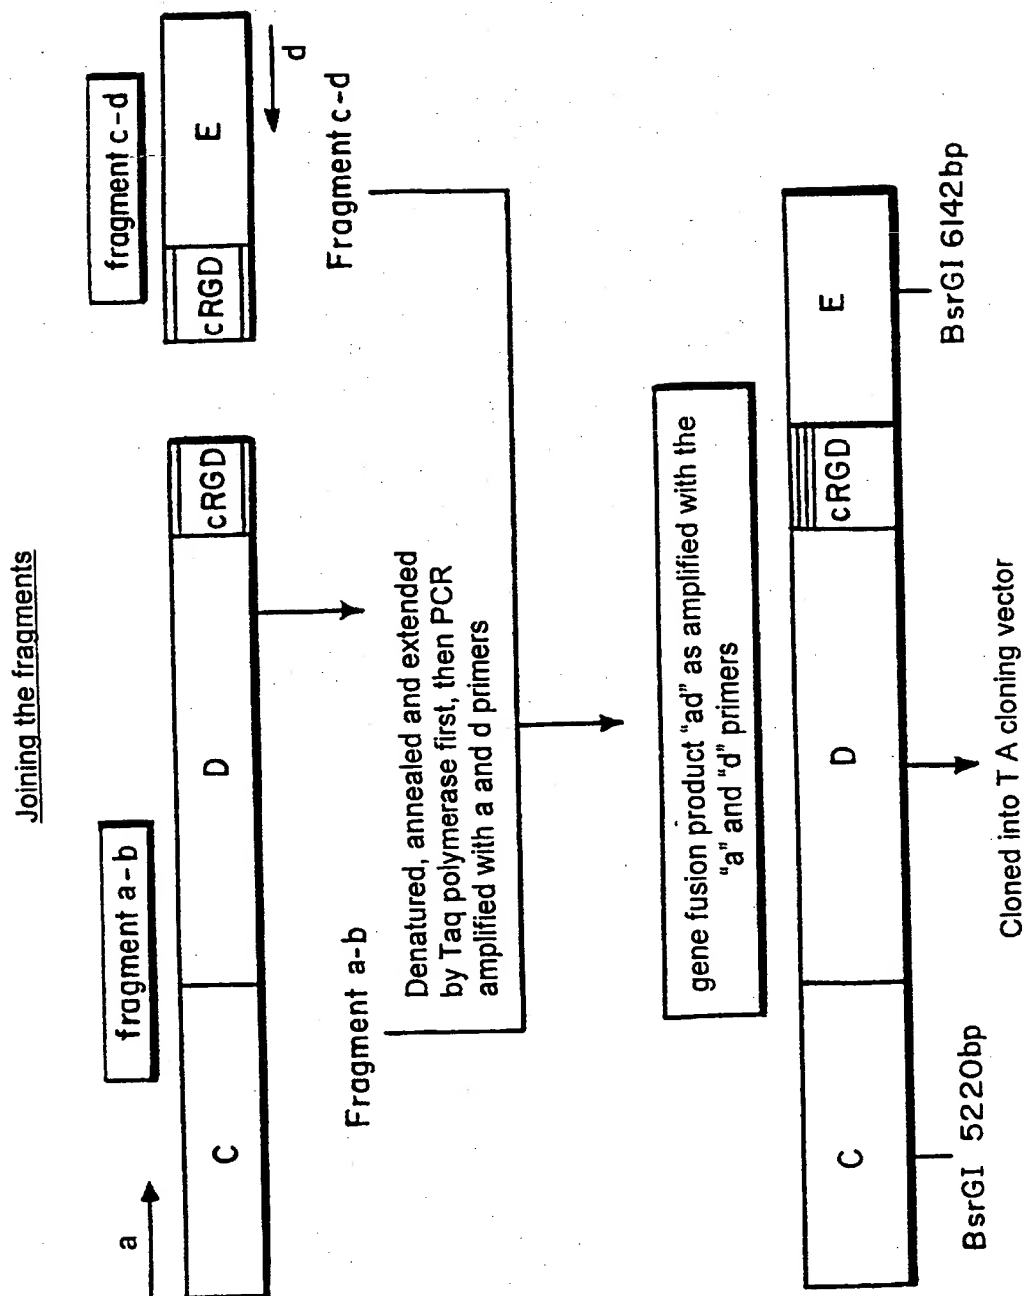 Joining the fragments
fragment a-b
fragment c-d
a
C
D
cRGD
cRGD
E
d
Fragment a-b
Fragment c-d
Denatured, annealed and extended
by Taq polymerase first, then PCR
amplified with a and d primers
gene fusion product "ad" as amplified with the
"a" and "d" primers
C
D
cRGD
E
BsrGI 5220bp
BsrGI 6142bp
Cloned into T A cloning vector